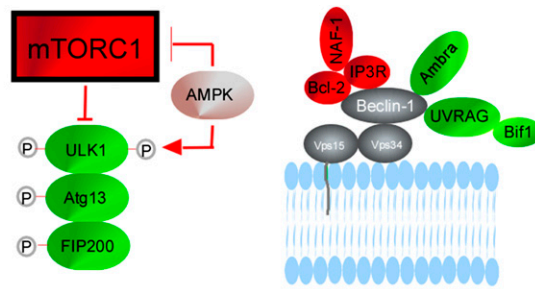 mTORC1
AMPK
P
ULK1
P
P
Atg13
P
FIP200
NAF-1
Bcl-2
IP3R
Beclin-1
Ambra
UVRAG
Bif1
Vps15
Vps34